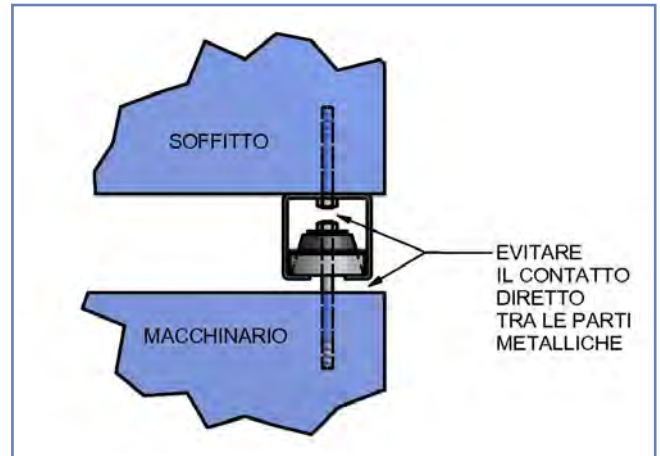 SOFFITTO
EVITARE
IL CONTATTO
DIRETTO
TRA LE PARTI
METALLICHE
MACCHINARIO